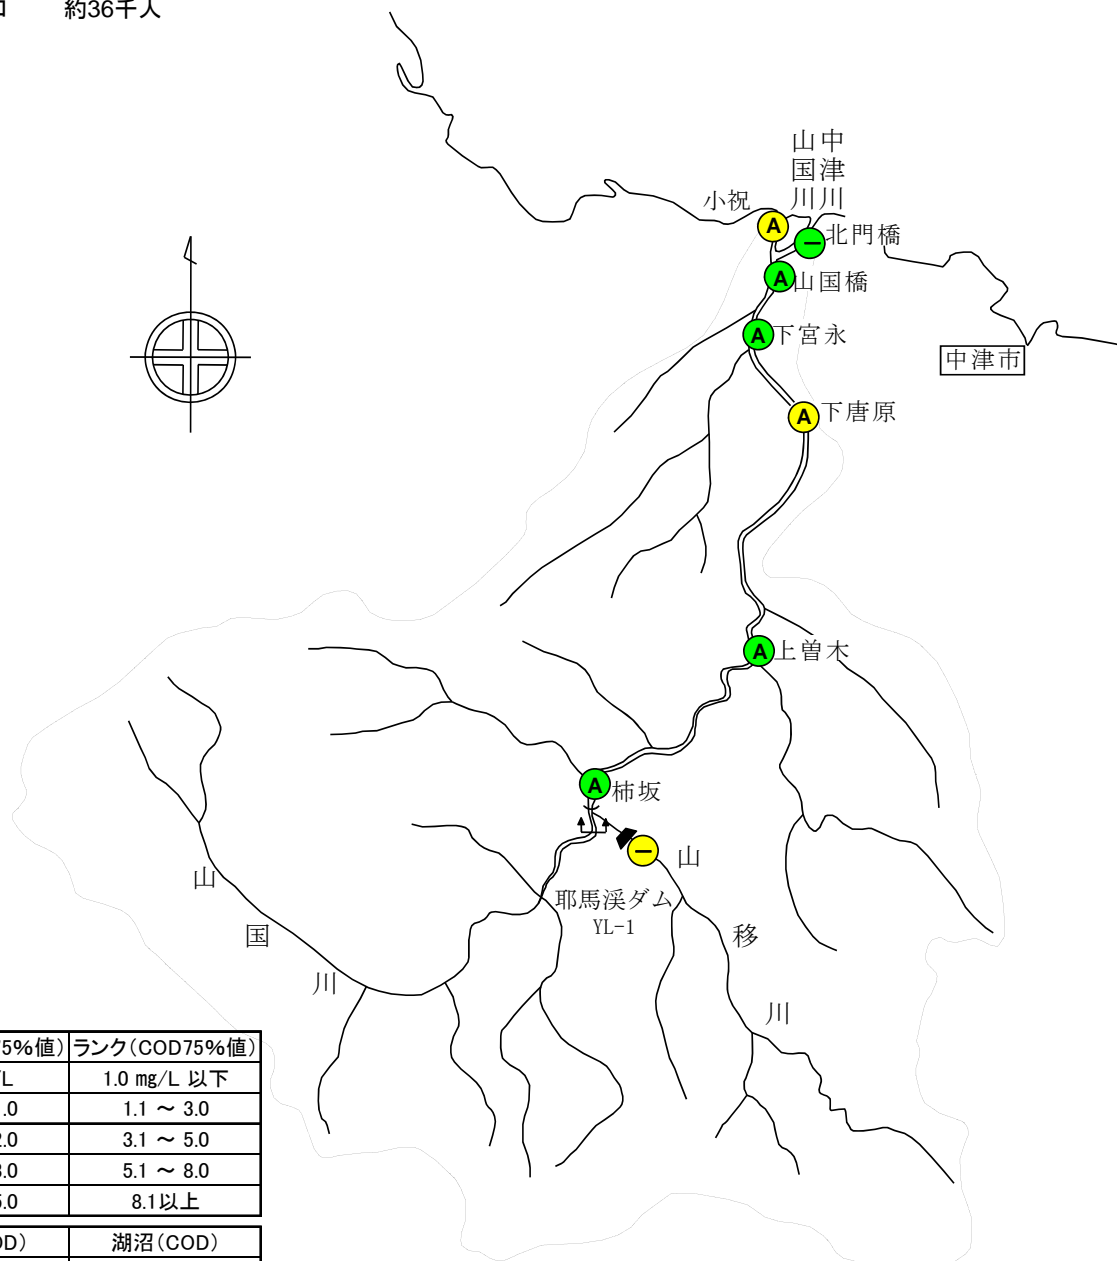 約36千人
山国川
中津川
小祝
A
北門橋
A
山国橋
A
下宮永
中津市
A
下唐原
A
上曽木
A
柿坂
耶馬渓ダム
YL-1
山移川
山国川
5%値) ランク(COD75%値)
/L 1.0 mg/L 以下
.0 1.1 ～ 3.0
2.0 3.1 ～ 5.0
3.0 5.1 ～ 8.0
5.0 8.1以上
OD) 湖沼(COD)